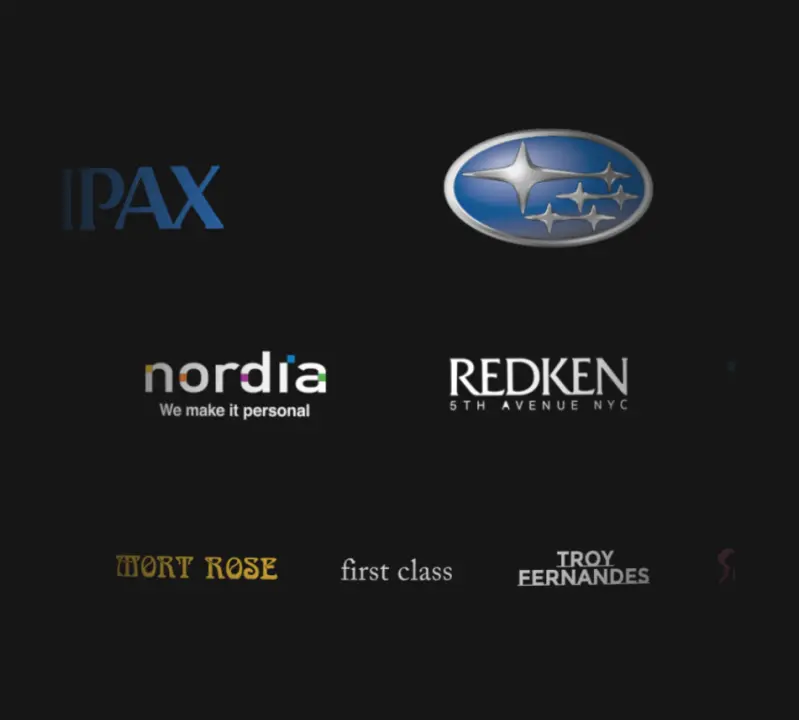 PAX
nordia
We make it personal
REDKEN
5TH AVENUE NYC
MORT ROSE
first class
TROY
FERNANDES